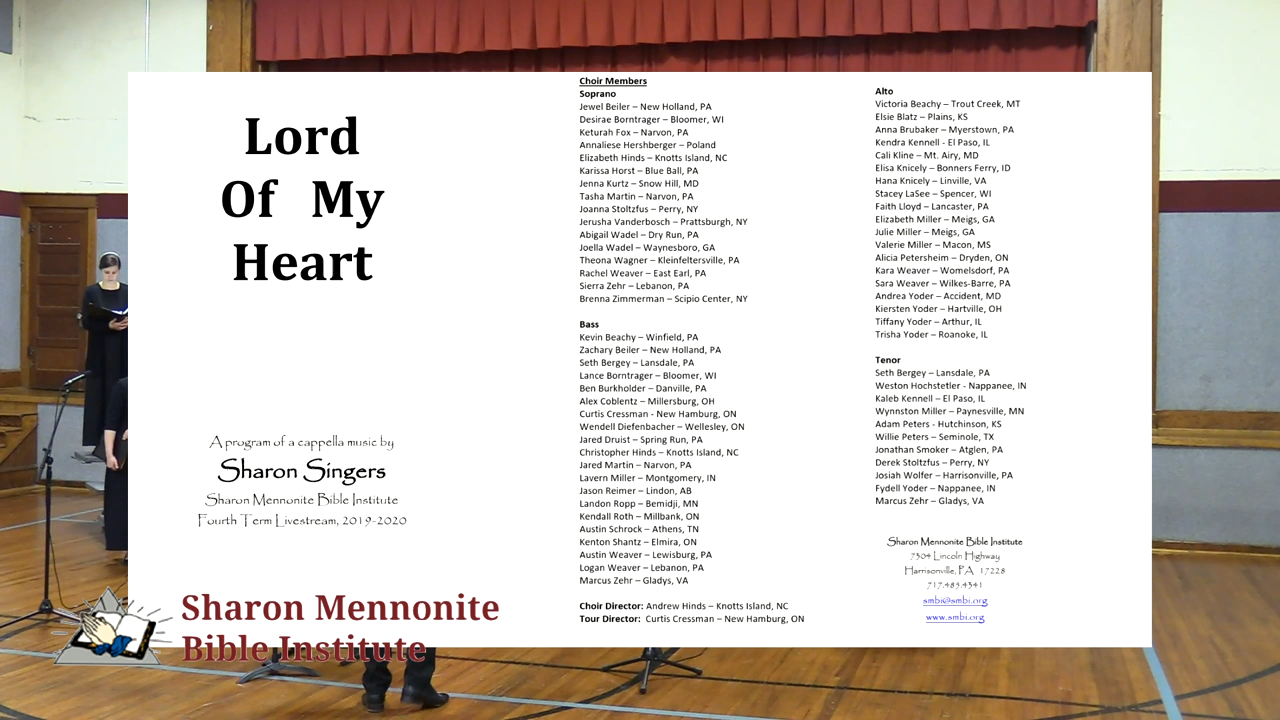 Lord
Of My
Heart
A program of a cappella music by
Sharon Singers
Sharon Mennonite Bible Institute
Fourth Term Livestream, 2019-2020
Sharon Mennonite
Bible Institute
Choir Members
Soprano
Jewel Beiler – New Holland, PA
Desirae Borntrager – Bloomer, WI
Keturah Fox – Narvon, PA
Annaliese Hershberger – Poland
Elizabeth Hinds – Knotts Island, NC
Karissa Horst – Blue Ball, PA
Jenna Kurtz – Snow Hill, MD
Tasha Martin – Narvon, PA
Joanna Stoltzfus – Perry, NY
Jerusha Vanderbosch – Prattsburgh, NY
Abigail Wadel – Dry Run, PA
Joella Wadel – Waynesboro, GA
Theona Wagner – Kleinfeltersville, PA
Rachel Weaver – East Earl, PA
Sierra Zehr – Lebanon, PA
Brenna Zimmerman – Scipio Center, NY
Bass
Kevin Beachy – Winfield, PA
Zachary Beiler – New Holland, PA
Seth Bergey – Lansdale, PA
Lance Borntrager – Bloomer, WI
Ben Burkholder – Danville, PA
Alex Coblentz – Millersburg, OH
Curtis Cressman - New Hamburg, ON
Wendell Diefenbacher – Wellesley, ON
Jared Druist – Spring Run, PA
Christopher Hinds – Knotts Island, NC
Jared Martin – Narvon, PA
Lavern Miller – Montgomery, IN
Jason Reimer – Lindon, AB
Landon Ropp – Bemidji, MN
Kendall Roth – Millbank, ON
Austin Schrock – Athens, TN
Kenton Shantz – Elmira, ON
Austin Weaver – Lewisburg, PA
Logan Weaver – Lebanon, PA
Marcus Zehr – Gladys, VA
Choir Director: Andrew Hinds – Knotts Island, NC
Tour Director: Curtis Cressman – New Hamburg, ON
Alto
Victoria Beachy – Trout Creek, MT
Elsie Blatz – Plains, KS
Anna Brubaker – Myerstown, PA
Kendra Kennell - El Paso, IL
Cali Kline – Mt. Airy, MD
Elisa Knicely – Bonners Ferry, ID
Hana Knicely – Linville, VA
Stacey LaSee – Spencer, WI
Faith Lloyd – Lancaster, PA
Elizabeth Miller – Meigs, GA
Julie Miller – Meigs, GA
Valerie Miller – Macon, MS
Alicia Petersheim – Dryden, ON
Kara Weaver – Womelsdorf, PA
Sara Weaver – Wilkes-Barre, PA
Andrea Yoder – Accident, MD
Kiersten Yoder – Hartville, OH
Tiffany Yoder – Arthur, IL
Trisha Yoder – Roanoke, IL
Tenor
Seth Bergey – Lansdale, PA
Weston Hochstetler - Nappanee, IN
Kaleb Kennell – El Paso, IL
Wynnston Miller – Paynesville, MN
Adam Peters - Hutchinson, KS
Willie Peters – Seminole, TX
Jonathan Smoker – Atglen, PA
Derek Stoltzfus – Perry, NY
Josiah Wolfer – Harrisonville, PA
Fydell Yoder – Nappanee, IN
Marcus Zehr – Gladys, VA
Sharon Mennonite Bible Institute
7304 Lincoln Highway
Harrisonville, PA 17228
717.485.4341
smbi@smbi.org
www.smbi.org